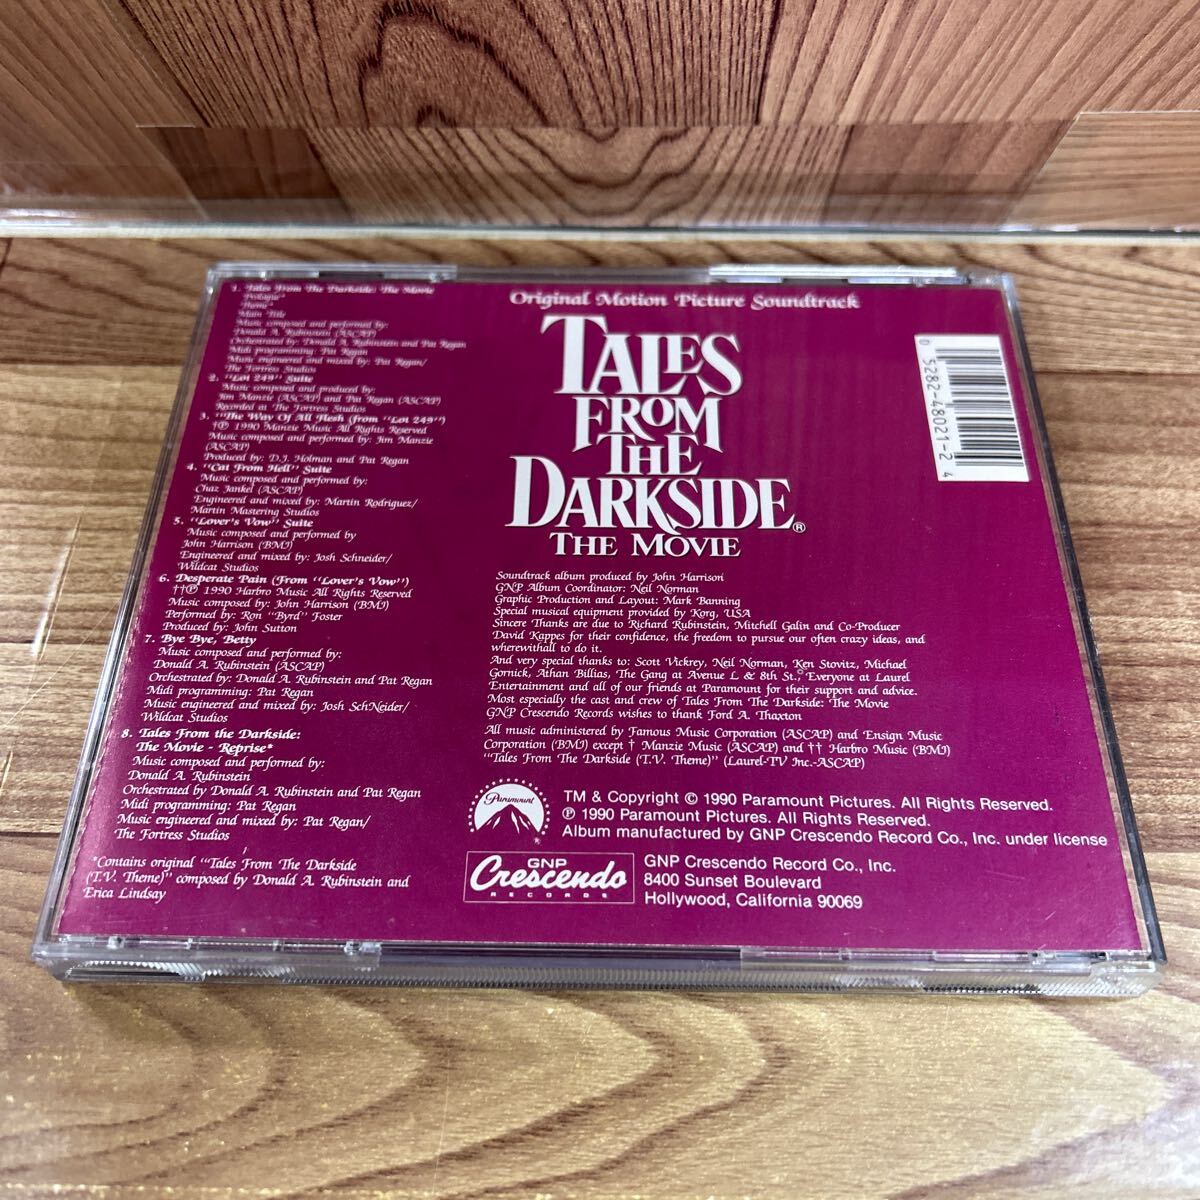 1. Tales From The Darkside: The Movie
Prologue*
Theme*
Main Title
Music composed and performed by:
Donald A. Rubinstein (ASCAP)
Orchestrated by: Donald A. Rubinstein and Pat Regan
Midi programming: Pat Regan
Music engineered and mixed by: Pat Regan/
The Fortress Studios
2. "Lot 249" Suite
Music composed and produced by:
Jim Manzie (ASCAP) and Pat Regan (ASCAP)
Recorded at The Fortress Studios
3. "The Way Of All Flesh (from "Lot 249")
†℗ 1990 Manzie Music All Rights Reserved
Music composed and performed by: Jim Manzie
(ASCAP)
Produced by: D.J. Holman and Pat Regan
4. "Cat From Hell" Suite
Music composed and performed by:
Chaz Jankel (ASCAP)
Engineered and mixed by: Martin Rodriguez/
Martin Mastering Studios
5. "Lover's Vow" Suite
Music composed and performed by
John Harrison (BMI)
Engineered and mixed by: Josh Schneider/
Wildcat Studios
6. Desperate Pain (From "Lover's Vow")
††℗ 1990 Harbro Music All Rights Reserved
Music composed by: John Harrison (BMI)
Performed by: Ron "Byrd" Foster
Produced by: John Sutton
7. Bye Bye, Betty
Music composed and performed by:
Donald A. Rubinstein (ASCAP)
Orchestrated by: Donald A. Rubinstein and Pat Regan
Midi programming: Pat Regan
Music engineered and mixed by: Josh SchNeider/
Wildcat Studios
8. Tales From the Darkside:
The Movie - Reprise*
Music composed and performed by:
Donald A. Rubinstein
Orchestrated by Donald A. Rubinstein and Pat Regan
Midi programming: Pat Regan
Music engineered and mixed by: Pat Regan/
The Fortress Studios
*Contains original "Tales From The Darkside
(T.V. Theme)" composed by Donald A. Rubinstein and
Erica Lindsay
Original Motion Picture Soundtrack
TALES
FROM
THE
DARKSIDE®
THE MOVIE
Soundtrack album produced by John Harrison
GNP Album Coordinator: Neil Norman
Graphic Production and Layout: Mark Banning
Special musical equipment provided by Korg, USA
Sincere Thanks are due to Richard Rubinstein, Mitchell Galin and Co-Producer
David Kappes for their confidence, the freedom to pursue our often crazy ideas, and
wherewithall to do it.
And very special thanks to: Scott Vickrey, Neil Norman, Ken Stovitz, Michael
Gornick, Athan Billias, The Gang at Avenue L & 8th St., Everyone at Laurel
Entertainment and all of our friends at Paramount for their support and advice.
Most especially the cast and crew of Tales From The Darkside: The Movie
GNP Crescendo Records wishes to thank Ford A. Thaxton
All music administered by Famous Music Corporation (ASCAP) and Ensign Music
Corporation (BMI) except † Manzie Music (ASCAP) and †† Harbro Music (BMI)
"Tales From The Darkside (T.V. Theme)" (Laurel-TV Inc.-ASCAP)
Paramount
®
TM & Copyright © 1990 Paramount Pictures. All Rights Reserved.
℗ 1990 Paramount Pictures. All Rights Reserved.
Album manufactured by GNP Crescendo Record Co., Inc. under license
GNP
Crescendo
RECORDS
GNP Crescendo Record Co., Inc.
8400 Sunset Boulevard
Hollywood, California 90069
0 5282-48021-2 4